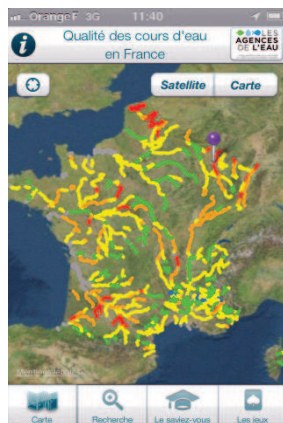 Orange F 3G 11:40
Qualité des cours d'eau
en France
LES
AGENCES
DE L'EAU
Satellite
Carte
Carte
Recherche
Le saviez-vous
Les jeux